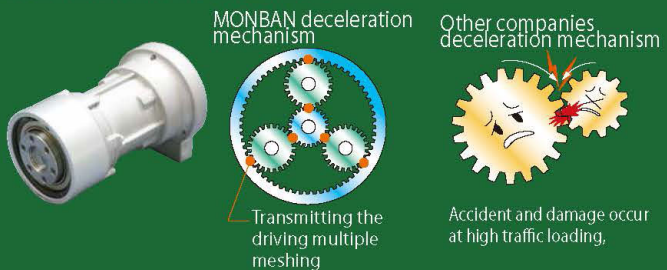 MONBAN deceleration
mechanism
Other companies
deceleration mechanism
Transmitting the
driving multiple
meshing
Accident and damage occur
at high traffic loading,